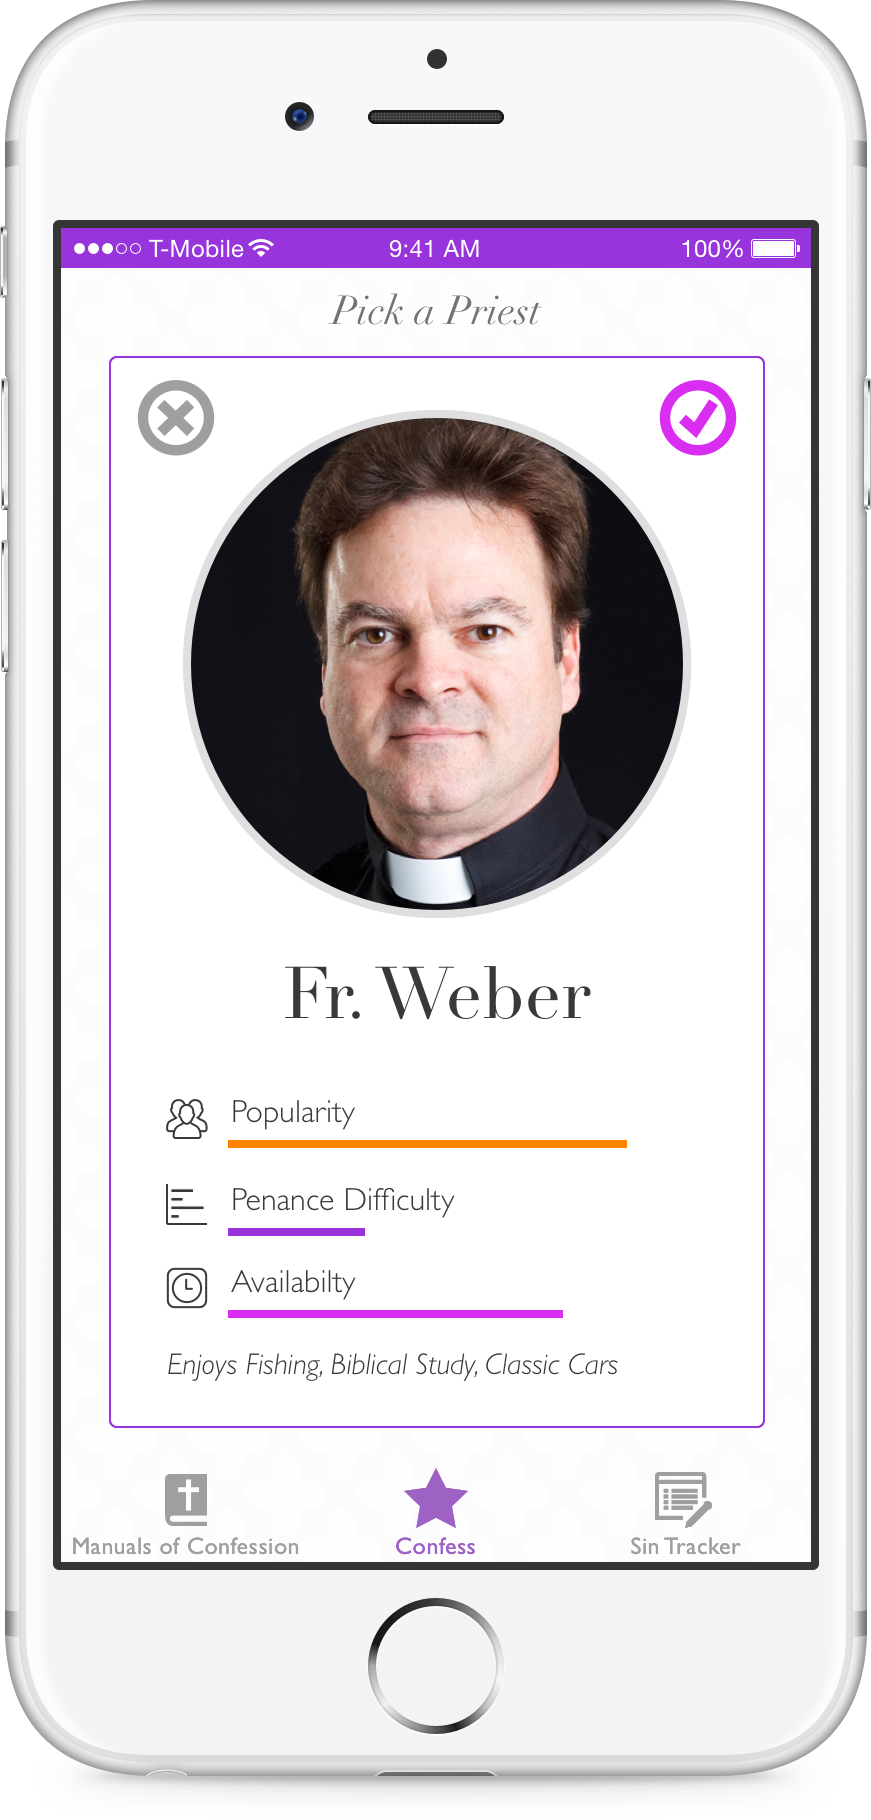 T-Mobile 9:41 AM 100%
Pick a Priest
Fr. Weber
Popularity
Penance Difficulty
Availabilty
Enjoys Fishing, Biblical Study, Classic Cars
Manuals of Confession Confess Sin Tracker